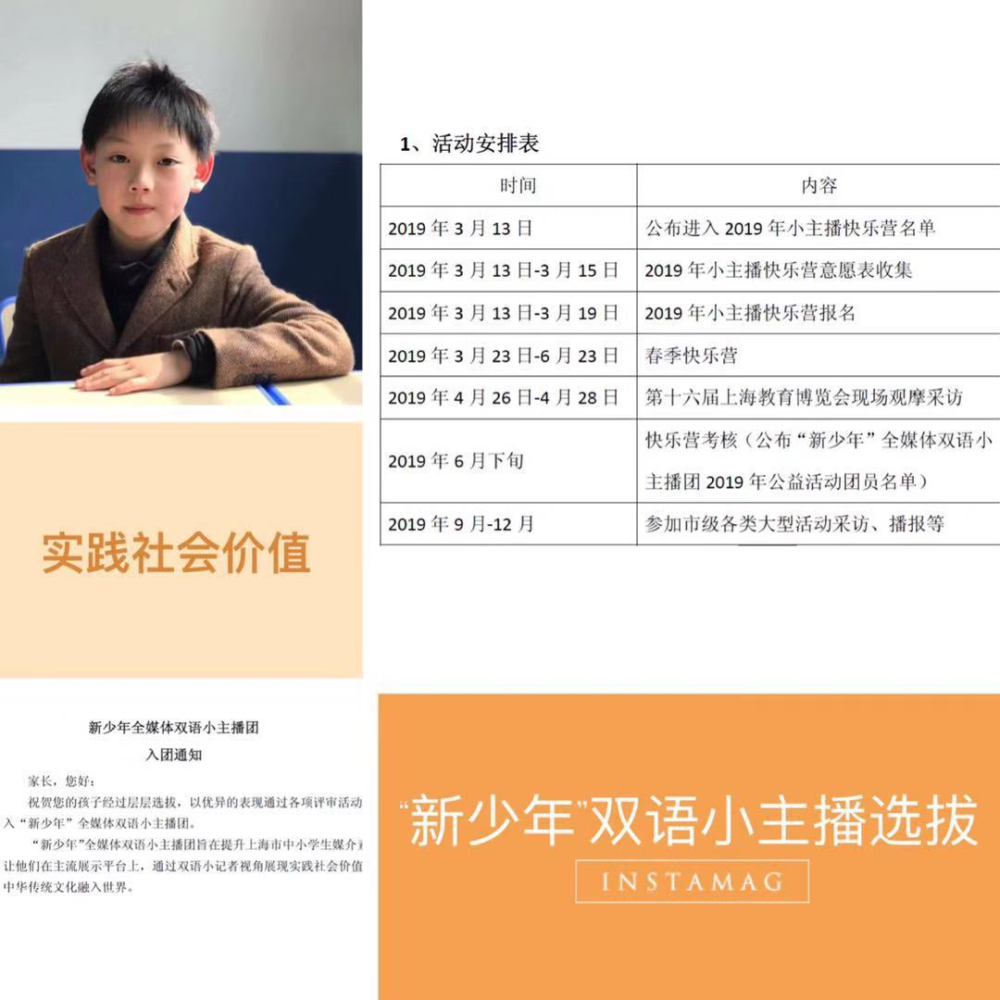 1、活动安排表
时间 内容
2019 年 3 月 13 日 公布进入 2019 年小主播快乐营名单
2019 年 3 月 13 日-3 月 15 日 2019 年小主播快乐营意愿表收集
2019 年 3 月 13 日-3 月 19 日 2019 年小主播快乐营报名
2019 年 3 月 23 日-6 月 23 日 春季快乐营
2019 年 4 月 26 日-4 月 28 日 第十六届上海教育博览会现场观摩采访
2019 年 6 月下旬 快乐营考核（公布“新少年”全媒体双语小
主播团 2019 年公益活动团员名单）
2019 年 9 月-12 月 参加市级各类大型活动采访、播报等
实践社会价值
新少年全媒体双语小主播团
入团通知
家长，您好：
祝贺您的孩子经过层层选拔，以优异的表现通过各项评审活动
入“新少年”全媒体双语小主播团。
“新少年”全媒体双语小主播团旨在提升上海市中小学生媒介
让他们在主流展示平台上，通过双语小记者视角展现实践社会价值
中华传统文化融入世界。
“新少年”双语小主播选拔
INSTAMAG